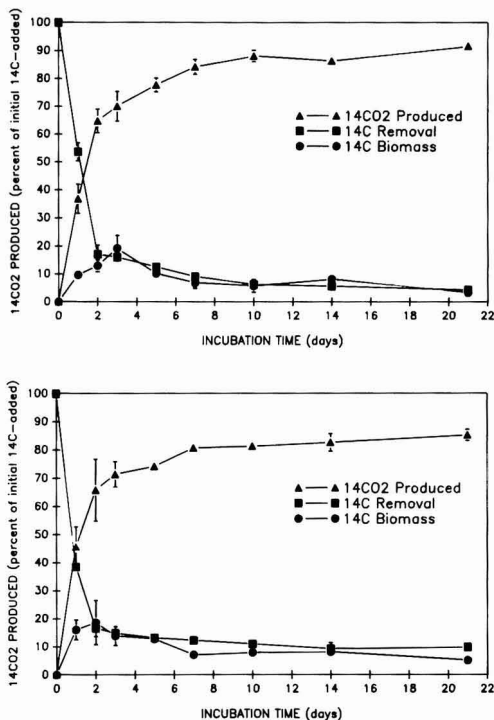 14CO2 PRODUCED (percent of initial 14C-added)
100
90
80
70
60
50
40
30
20
10
0
14CO2 Produced
14C Removal
14C Biomass
0 2 4 6 8 10 12 14 16 18 20 22
INCUBATION TIME (days)
14CO2 PRODUCED (percent of initial 14C-added)
100
90
80
70
60
50
40
30
20
10
0
14CO2 Produced
14C Removal
14C Biomass
0 2 4 6 8 10 12 14 16 18 20 22
INCUBATION TIME (days)